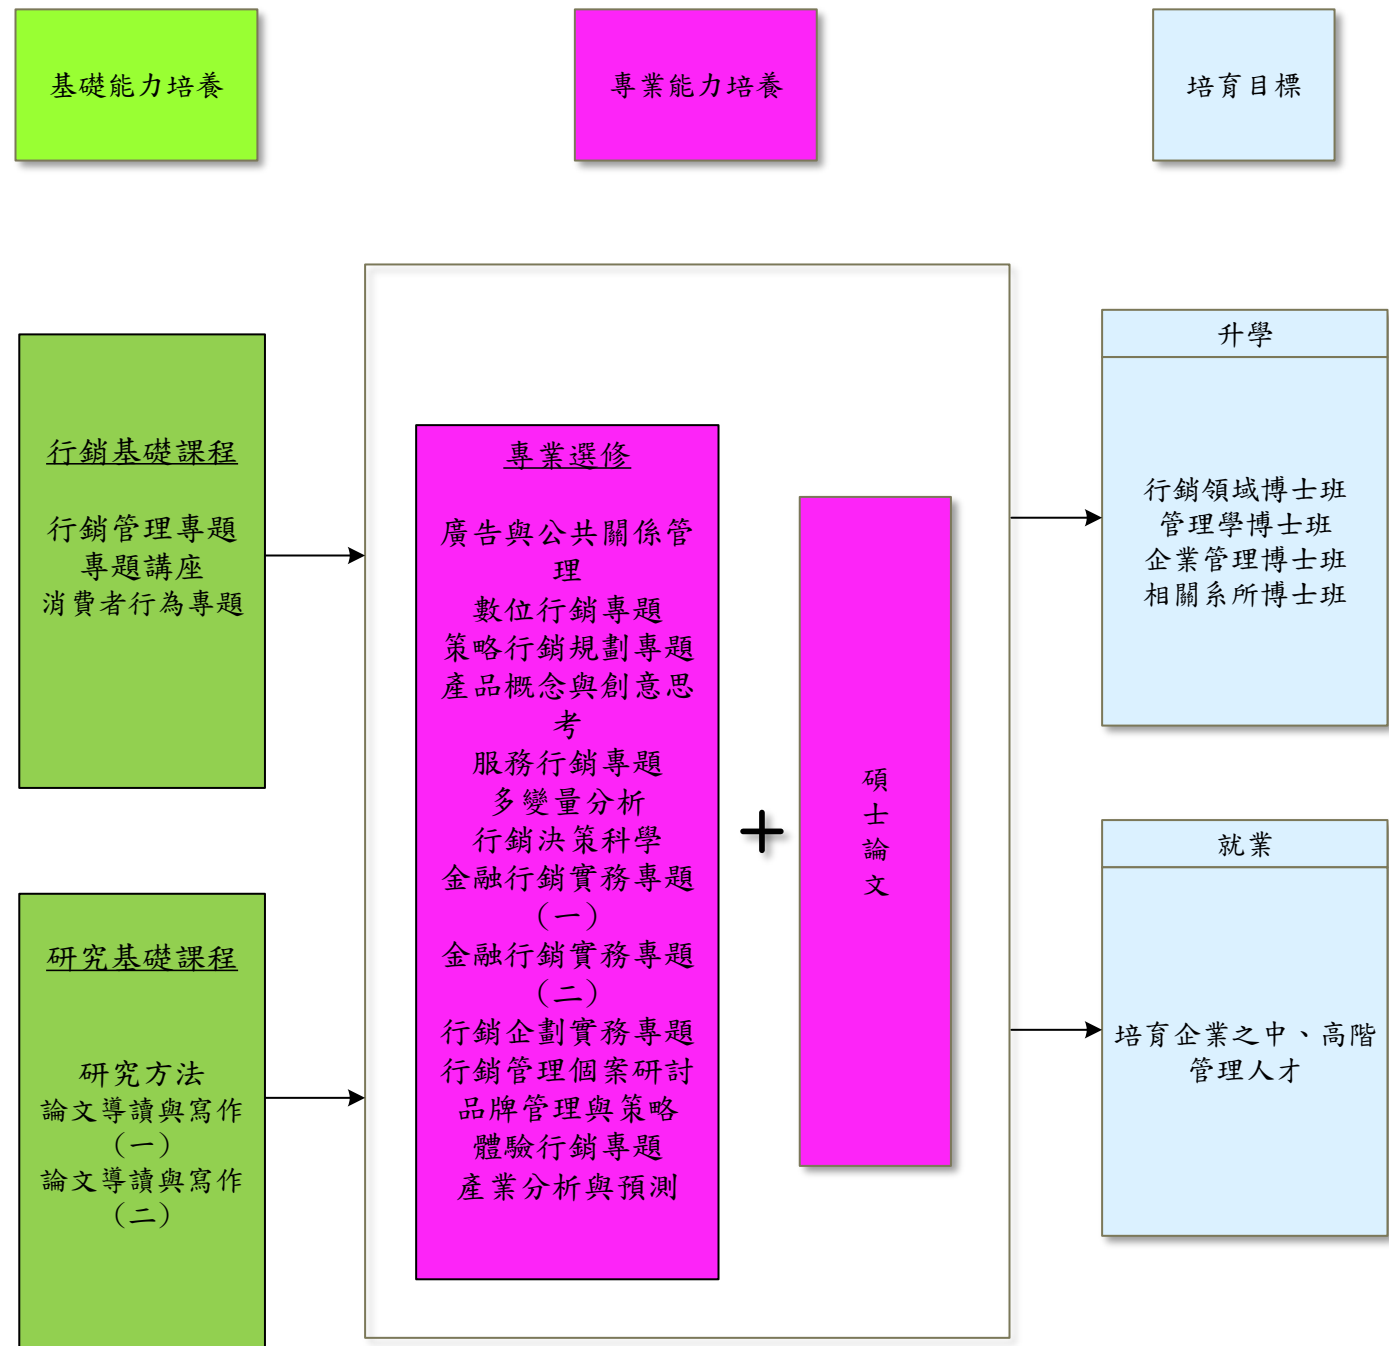 基礎能力培養
專業能力培養
培育目標
行銷基礎課程
行銷管理專題
專題講座
消費者行為專題
研究基礎課程
研究方法
論文導讀與寫作
(一)
論文導讀與寫作
(二)
專業選修
廣告與公共關係管
理
數位行銷專題
策略行銷規劃專題
產品概念與創意思
考
服務行銷專題
多變量分析
行銷決策科學
金融行銷實務專題
(一)
金融行銷實務專題
(二)
行銷企劃實務專題
行銷管理個案研討
品牌管理與策略
體驗行銷專題
產業分析與預測
+
碩
士
論
文
升學
行銷領域博士班
管理學博士班
企業管理博士班
相關系所博士班
就業
培育企業之中、高階
管理人才